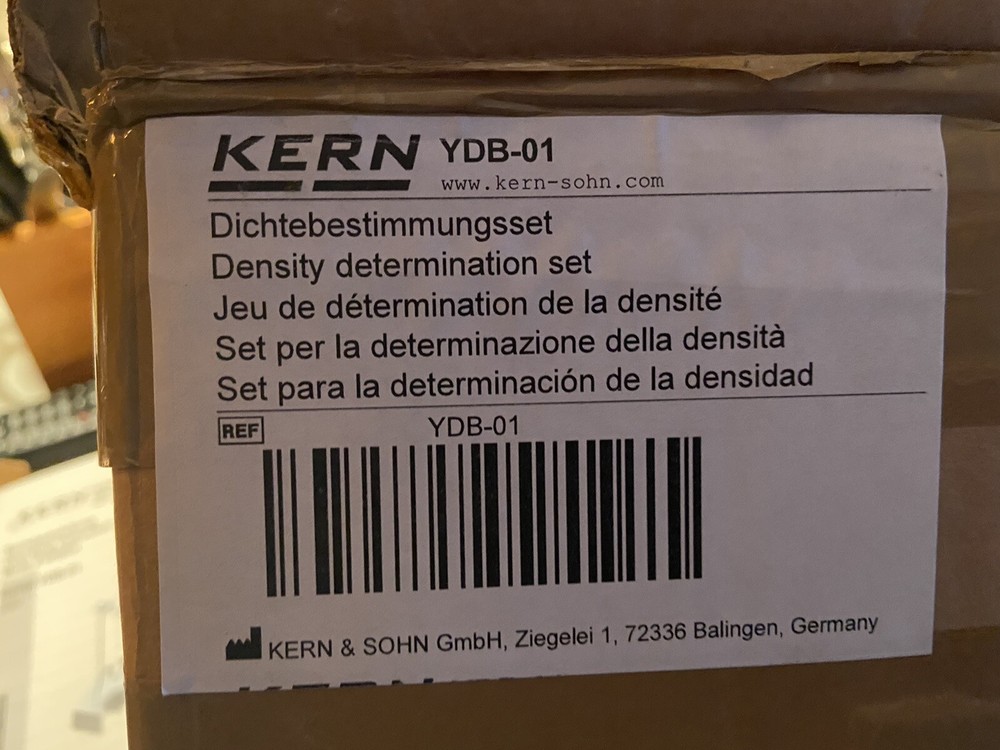 KERN YDB-01
www.kern-sohn.com
Dichtebestimmungsset
Density determination set
Jeu de détermination de la densité
Set per la determinazione della densità
Set para la determinación de la densidad
REF YDB-01
KERN & SOHN GmbH, Ziegelei 1, 72336 Balingen, Germany